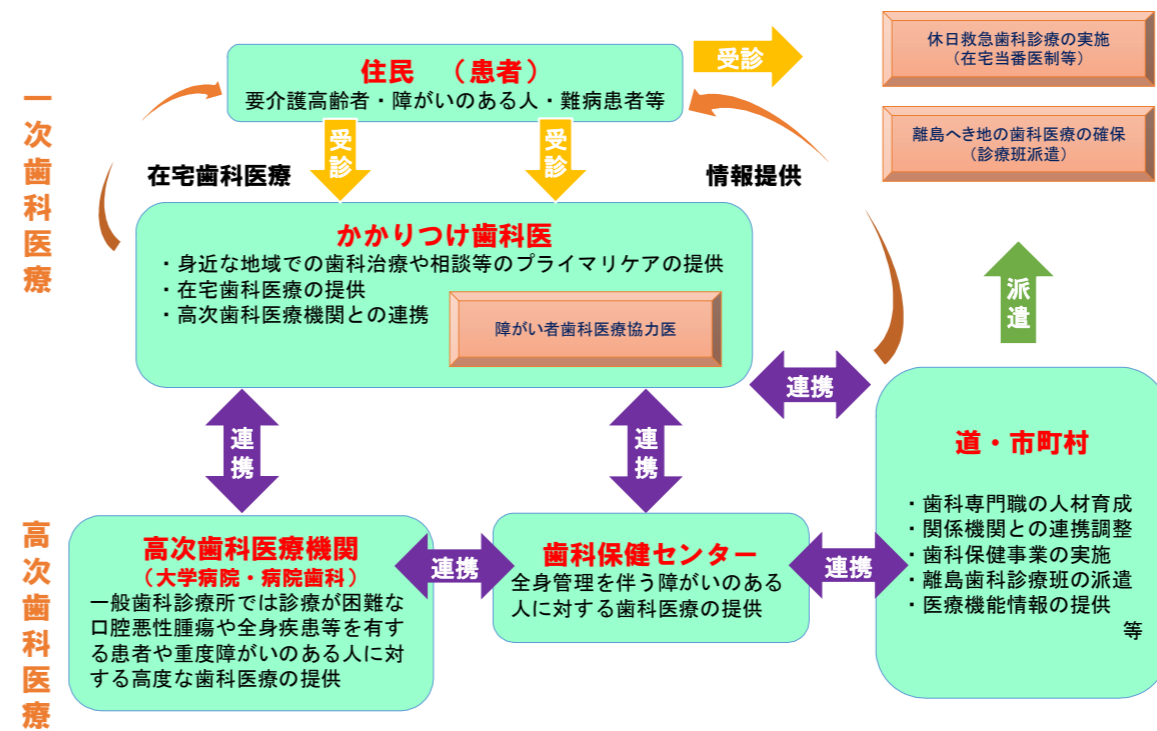 一次歯科医療
住民　（患者）
要介護高齢者・障がいのある人・難病患者等
受診
休日救急歯科診療の実施
（在宅当番医制等）
離島へき地の歯科医療の確保
（診療班派遣）
受診
受診
在宅歯科医療
情報提供
かかりつけ歯科医
・身近な地域での歯科治療や相談等のプライマリケアの提供
・在宅歯科医療の提供
・高次歯科医療機関との連携
障がい者歯科医療協力医
派遣
連携
連携
連携
道・市町村
・歯科専門職の人材育成
・関係機関との連携調整
・歯科保健事業の実施
・離島歯科診療班の派遣
・医療機能情報の提供
等
高次歯科医療
高次歯科医療機関
（大学病院・病院歯科）
一般歯科診療所では診療が困難な
口腔悪性腫瘍や全身疾患等を有す
る患者や重度障がいのある人に対
する高度な歯科医療の提供
連携
歯科保健センター
全身管理を伴う障がいのある
人に対する歯科医療の提供
連携